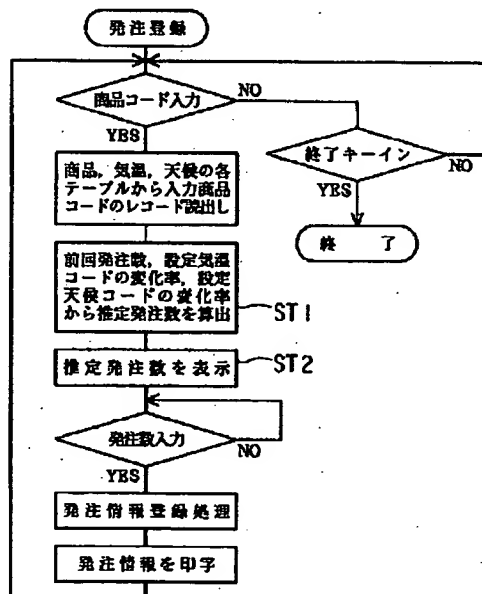 発注登録
商品コード入力
NO
YES
終了キーイン
NO
YES
終 了
商品，気温，天候の各
テーブルから入力商品
コードのレコード読出し
前回発注数，設定気温
コードの変化率，設定
天候コードの変化率
から推定発注数を算出
ST1
推定発注数を表示
ST2
発注数入力
NO
YES
発注情報登録処理
発注情報を印字